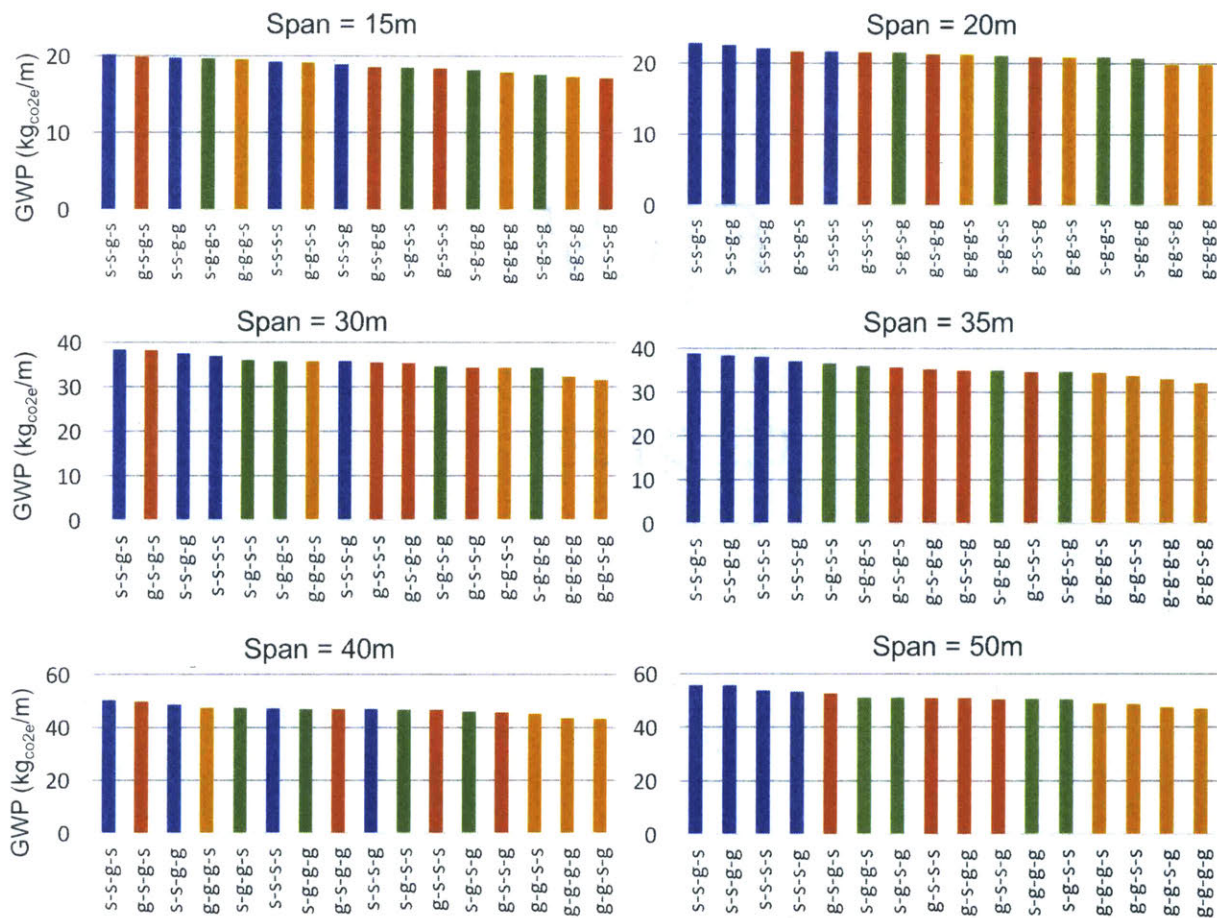 Span = 15m
GWP (kgco2e/m)
20
10
0
s-s-g-s
g-s-g-s
s-s-g-g
s-g-g-s
g-g-g-s
s-s-s-s
g-g-s-s
s-s-s-g
g-s-g-g
s-g-s-s
g-s-s-s
s-g-g-g
g-g-g-g
s-g-s-g
g-g-s-g
g-s-s-g
Span = 20m
20
10
0
s-s-g-s
s-s-g-g
s-s-s-g
g-s-g-s
s-s-s-s
g-s-s-s
s-g-s-g
g-s-g-g
g-g-g-s
s-g-s-s
g-s-s-g
g-g-s-s
s-g-g-s
s-g-g-g
g-g-s-g
g-g-g-g
Span = 30m
GWP (kgco2e/m)
40
30
20
10
0
s-s-g-s
g-s-g-s
s-s-g-g
s-s-s-s
s-g-s-s
s-g-g-s
g-g-g-s
s-s-s-g
g-s-s-s
g-s-g-g
s-g-s-g
g-s-s-g
g-g-s-s
s-g-g-g
g-g-g-g
g-g-s-g
Span = 35m
40
30
20
10
0
s-s-g-s
s-s-g-g
s-s-s-s
s-s-s-g
s-g-s-s
s-g-g-s
g-s-s-g
g-s-g-g
g-s-g-s
s-g-g-g
g-s-s-s
s-g-s-g
g-g-g-s
g-g-s-s
g-g-g-g
g-g-s-g
Span = 40m
GWP (kgco2e/m)
60
40
20
0
s-s-g-s
g-s-g-s
s-s-g-g
g-g-g-s
s-g-g-s
s-s-s-s
s-g-g-g
g-s-g-g
s-s-s-g
s-g-s-s
g-s-s-s
s-g-s-g
g-s-s-g
g-g-s-s
g-g-g-g
g-g-s-g
Span = 50m
60
40
20
0
s-s-g-s
s-s-g-g
s-s-s-s
s-s-s-g
g-s-g-s
s-g-g-s
s-g-s-s
g-s-g-g
g-s-s-s
g-s-s-g
s-g-g-g
s-g-s-g
g-g-g-s
g-g-s-s
g-g-g-g
g-g-s-g